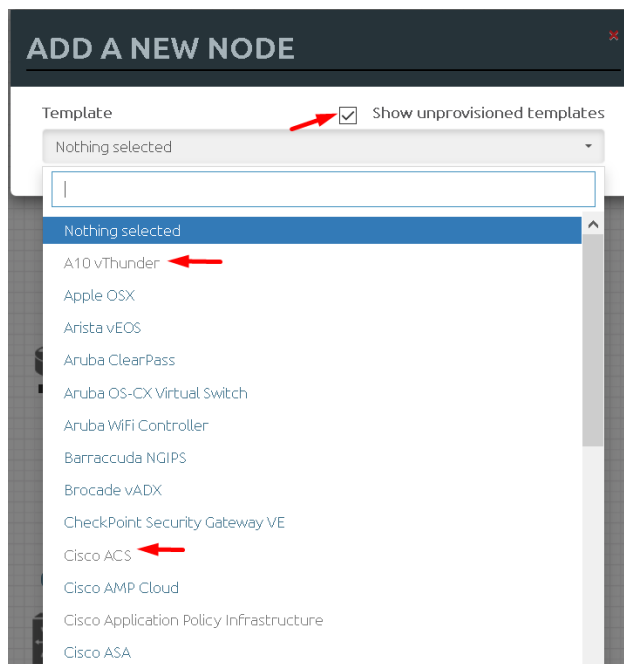 ADD A NEW NODE
Template
Show unprovisioned templates
Nothing selected
Nothing selected
A10 vThunder
Apple OSX
Arista vEOS
Aruba ClearPass
Aruba OS-CX Virtual Switch
Aruba WiFi Controller
Barraccuda NGIPS
Brocade vADX
CheckPoint Security Gateway VE
Cisco ACS
Cisco AMP Cloud
Cisco Application Policy Infrastructure
Cisco ASA